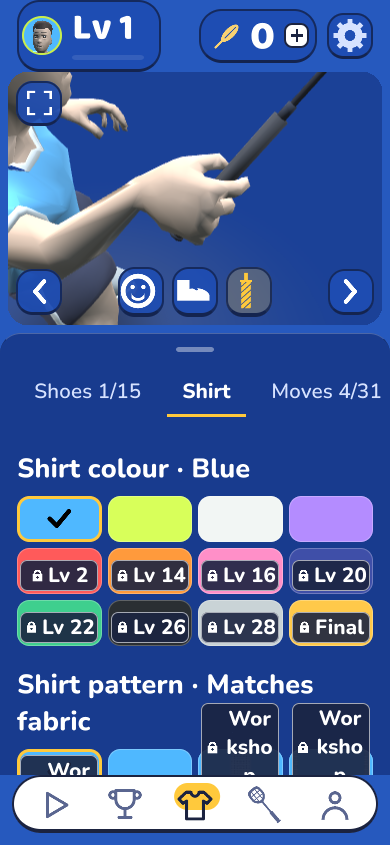 Lv 1
0
Shoes 1/15
Shirt
Moves 4/31
Shirt colour · Blue
Lv 2
Lv 14
Lv 16
Lv 20
Lv 22
Lv 26
Lv 28
Final
Shirt pattern · Matches
fabric
Wor
Wor
ksho
p
Wor
ksho
p